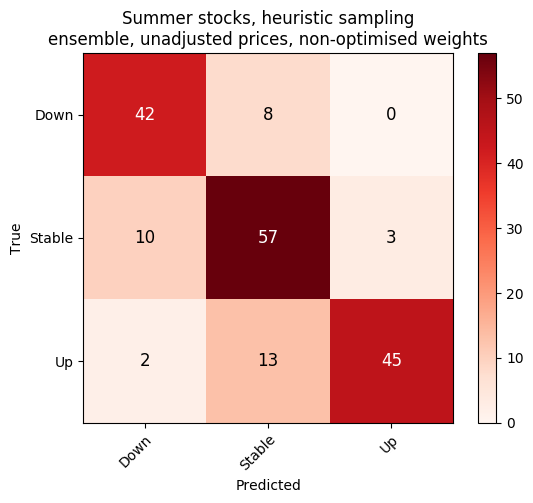 Summer stocks, heuristic sampling
ensemble, unadjusted prices, non-optimised weights
True
Down
42
8
0
Stable
10
57
3
Up
2
13
45
Down
Stable
Up
Predicted
50
40
30
20
10
0